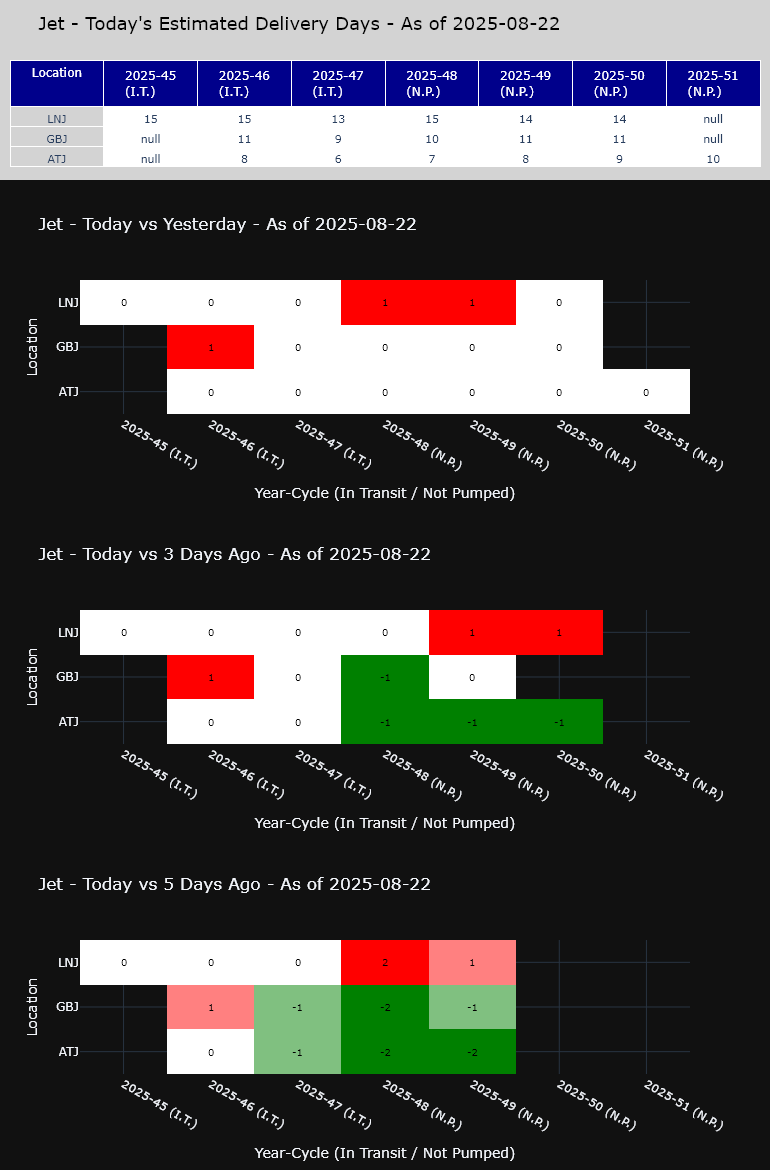 Jet - Today's Estimated Delivery Days - As of 2025-08-22
Location 2025-45 (I.T.) 2025-46 (I.T.) 2025-47 (I.T.) 2025-48 (N.P.) 2025-49 (N.P.) 2025-50 (N.P.) 2025-51 (N.P.)
LNJ 15 15 13 15 14 14 null
GBJ null 11 9 10 11 11 null
ATJ null 8 6 7 8 9 10
Jet - Today vs Yesterday - As of 2025-08-22
Location
LNJ 0 0 0 1 1 0
GBJ 1 0 0 0 0
ATJ 0 0 0 0 0 0
2025-45 (I.T.) 2025-46 (I.T.) 2025-47 (I.T.) 2025-48 (N.P.) 2025-49 (N.P.) 2025-50 (N.P.) 2025-51 (N.P.)
Year-Cycle (In Transit / Not Pumped)
Jet - Today vs 3 Days Ago - As of 2025-08-22
Location
LNJ 0 0 0 0 1 1
GBJ 1 0 -1 0
ATJ 0 0 -1 -1 -1
2025-45 (I.T.) 2025-46 (I.T.) 2025-47 (I.T.) 2025-48 (N.P.) 2025-49 (N.P.) 2025-50 (N.P.) 2025-51 (N.P.)
Year-Cycle (In Transit / Not Pumped)
Jet - Today vs 5 Days Ago - As of 2025-08-22
Location
LNJ 0 0 0 2 1
GBJ 1 -1 -2 -1
ATJ 0 -1 -2 -2
2025-45 (I.T.) 2025-46 (I.T.) 2025-47 (I.T.) 2025-48 (N.P.) 2025-49 (N.P.) 2025-50 (N.P.) 2025-51 (N.P.)
Year-Cycle (In Transit / Not Pumped)